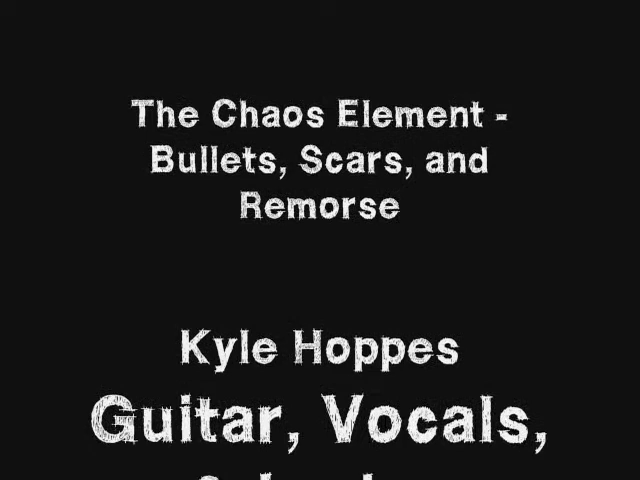 The Chaos Element -
Bullets, Scars, and
Remorse
Kyle Hoppes
Guitar, Vocals,